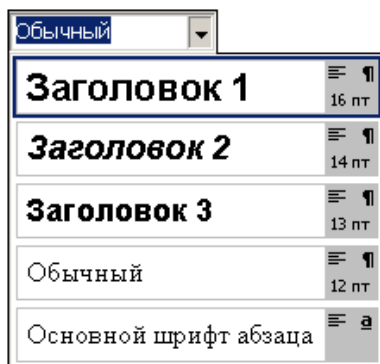 Обычный
Заголовок 1 ¶
16 пт
Заголовок 2 ¶
14 пт
Заголовок 3 ¶
13 пт
Обычный ¶
12 пт
Основной шрифт абзаца a